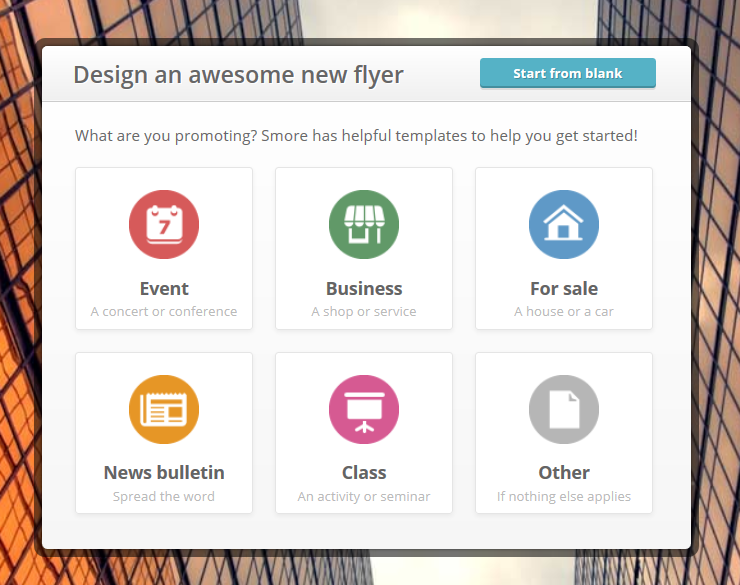 Design an awesome new flyer
Start from blank
What are you promoting? Smore has helpful templates to help you get started!
7
Event
A concert or conference
Business
A shop or service
For sale
A house or a car
News bulletin
Spread the word
Class
An activity or seminar
Other
If nothing else applies